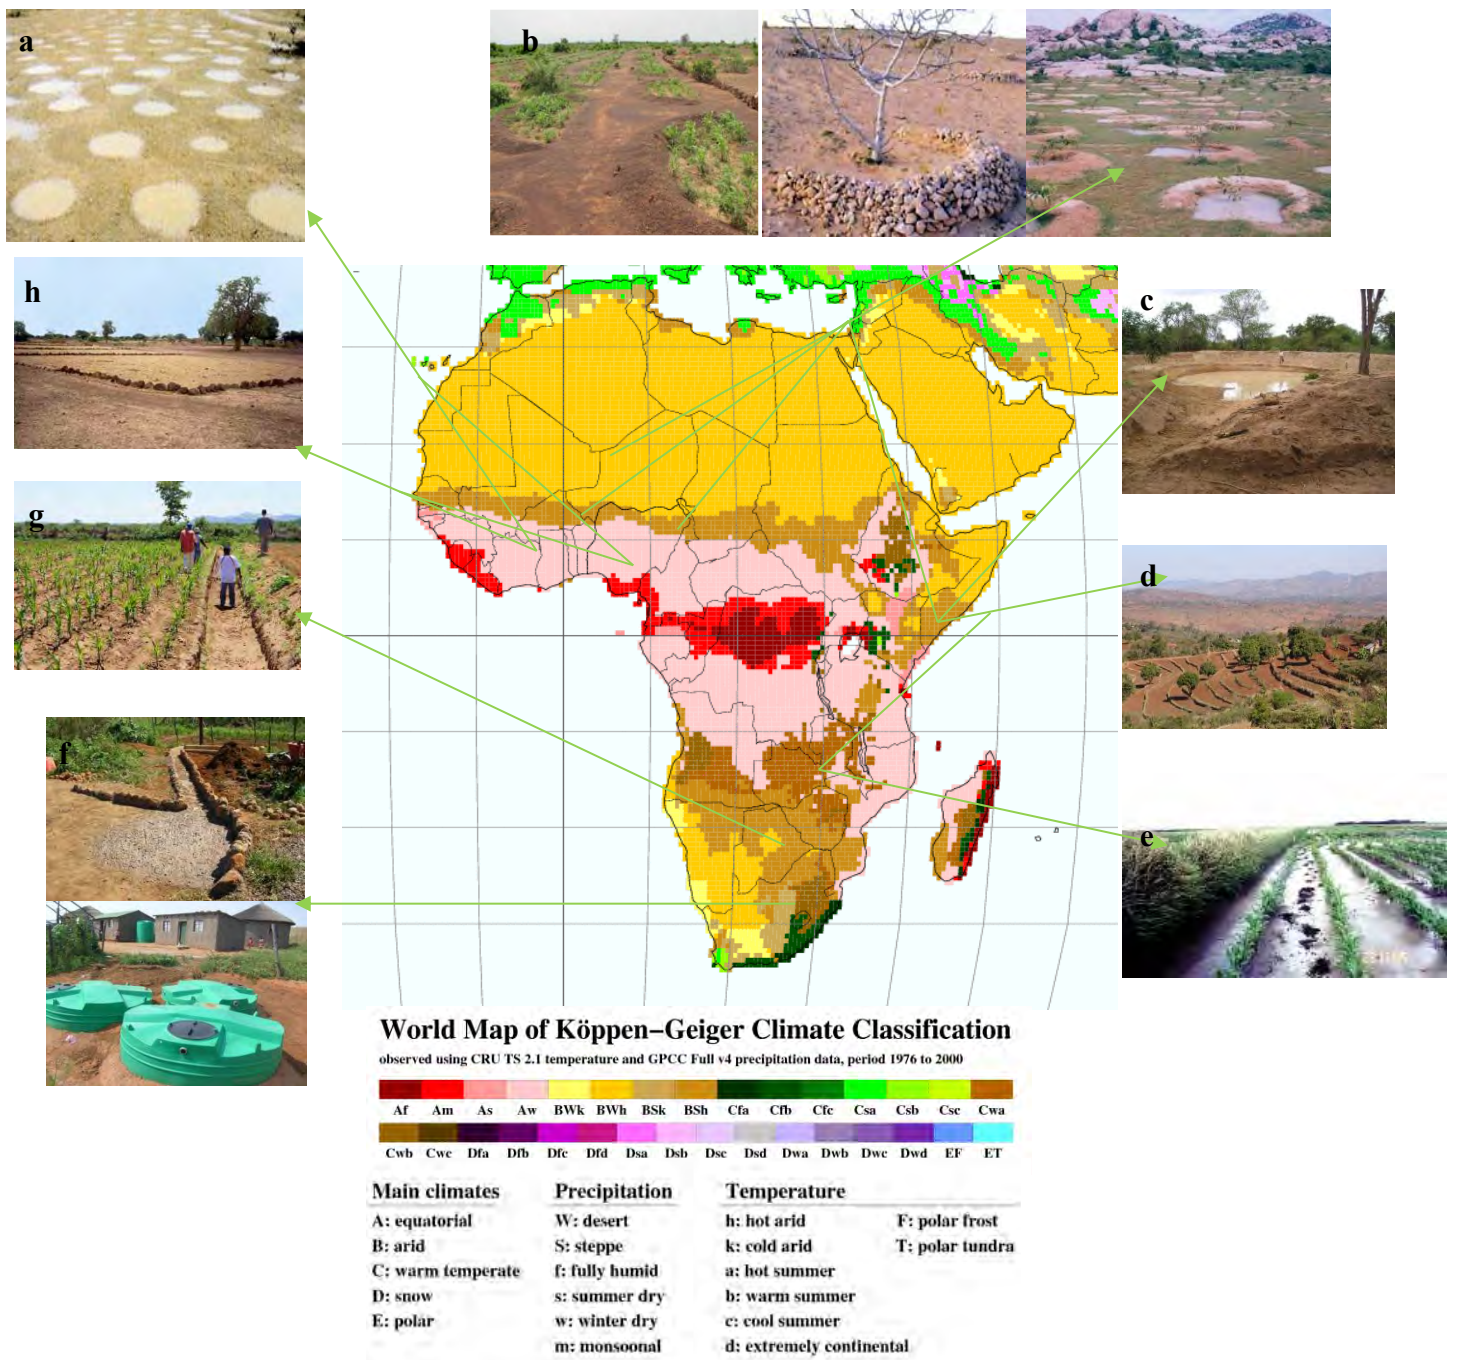 a
b
h
c
g
d
f
e
World Map of Köppen−Geiger Climate Classification
observed using CRU TS 2.1 temperature and GPCC Full v4 precipitation data, period 1976 to 2000
Af Am As Aw BWk BWh BSk BSh Cfa Cfb Cfc Csa Csb Csc Cwa
Cwb Cwc Dfa Dfb Dfc Dfd Dsa Dsb Dsc Dsd Dwa Dwb Dwc Dwd EF ET
Main climates Precipitation Temperature
A: equatorial W: desert h: hot arid F: polar frost
B: arid S: steppe k: cold arid T: polar tundra
C: warm temperate f: fully humid a: hot summer
D: snow s: summer dry b: warm summer
E: polar w: winter dry c: cool summer
m: monsoonal d: extremely continental